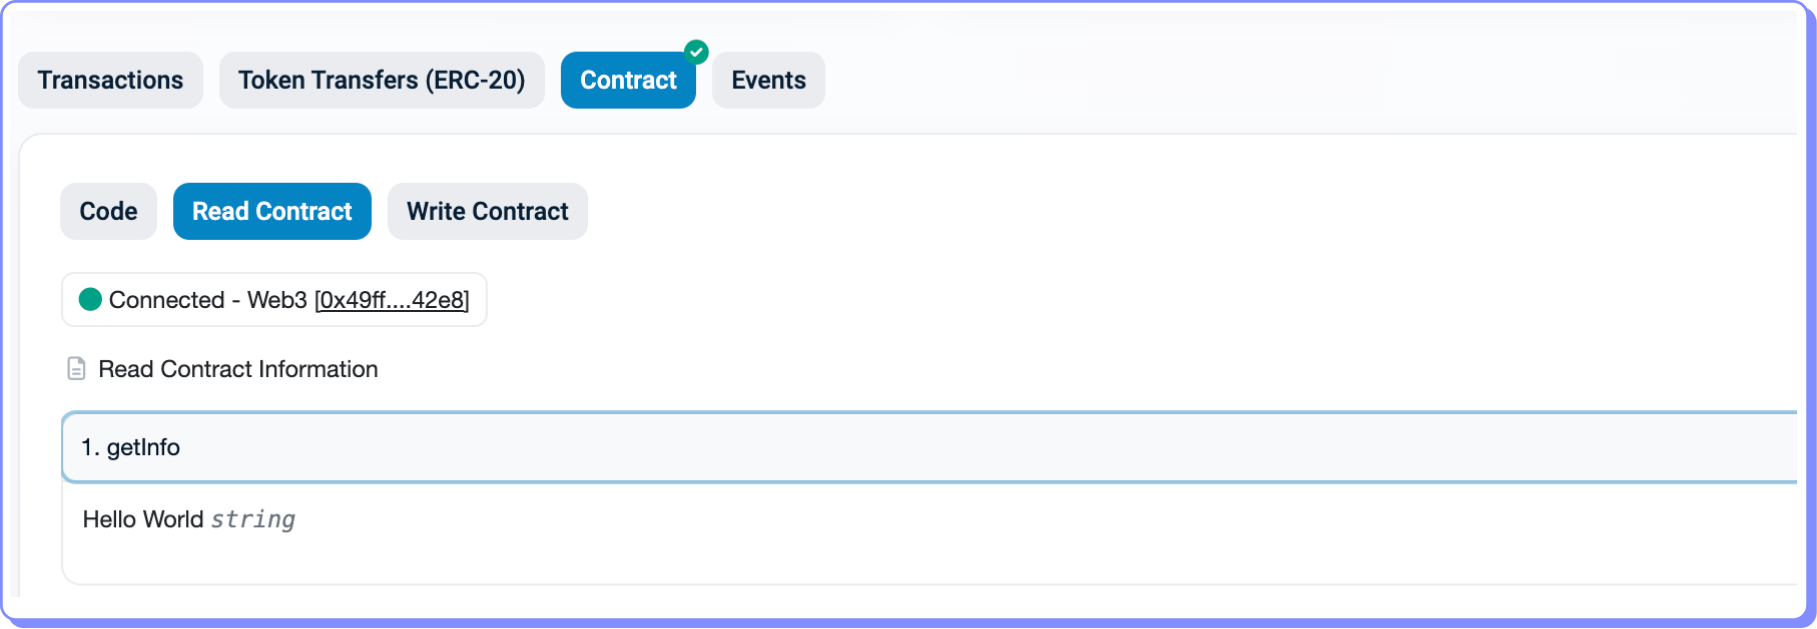 Transactions Token Transfers (ERC-20) Contract Events
Code Read Contract Write Contract
Connected - Web3 [0x49ff....42e8]
Read Contract Information
1. getInfo
Hello World string